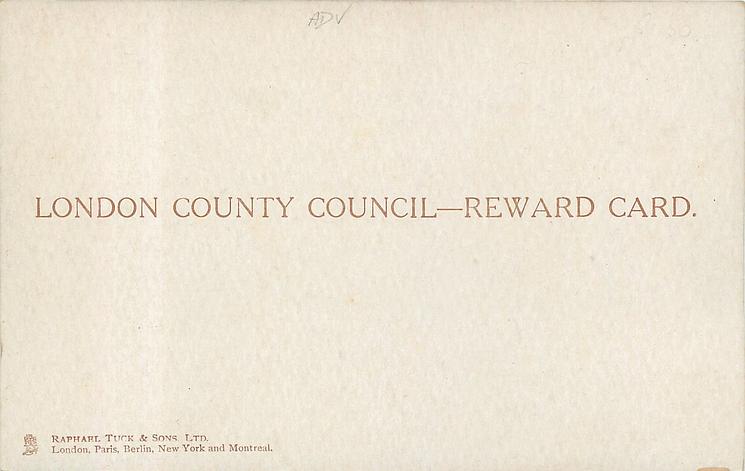 ADV
LONDON COUNTY COUNCIL—REWARD CARD.
RAPHAEL TUCK & SONS, LTD.
London, Paris, Berlin, New York and Montreal.